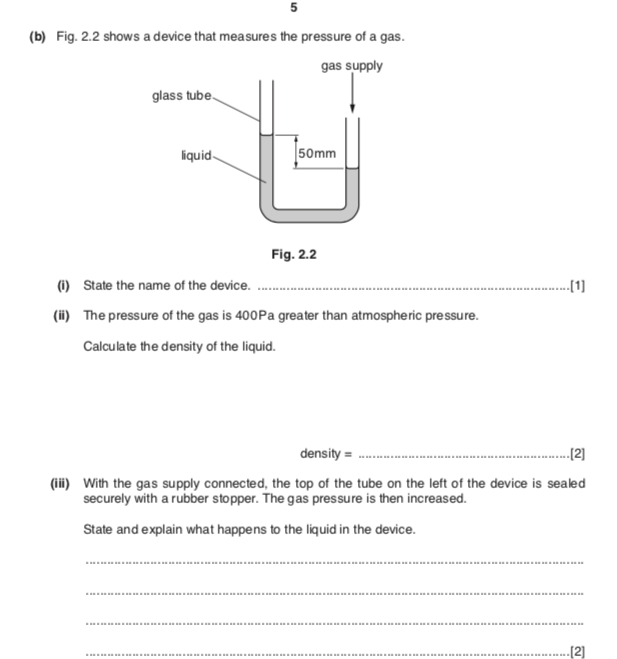 5
(b) Fig. 2.2 shows a device that measures the pressure of a gas.
gas supply
glass tube
liquid
50mm
Fig. 2.2
(i) State the name of the device. ........................................................................................[1]
(ii) The pressure of the gas is 400Pa greater than atmospheric pressure.
Calculate the density of the liquid.
density = ............................................................[2]
(iii) With the gas supply connected, the top of the tube on the left of the device is sealed
securely with a rubber stopper. The gas pressure is then increased.
State and explain what happens to the liquid in the device.
..........................................................................................................................................
..........................................................................................................................................
..........................................................................................................................................
......................................................................................................................................[2]